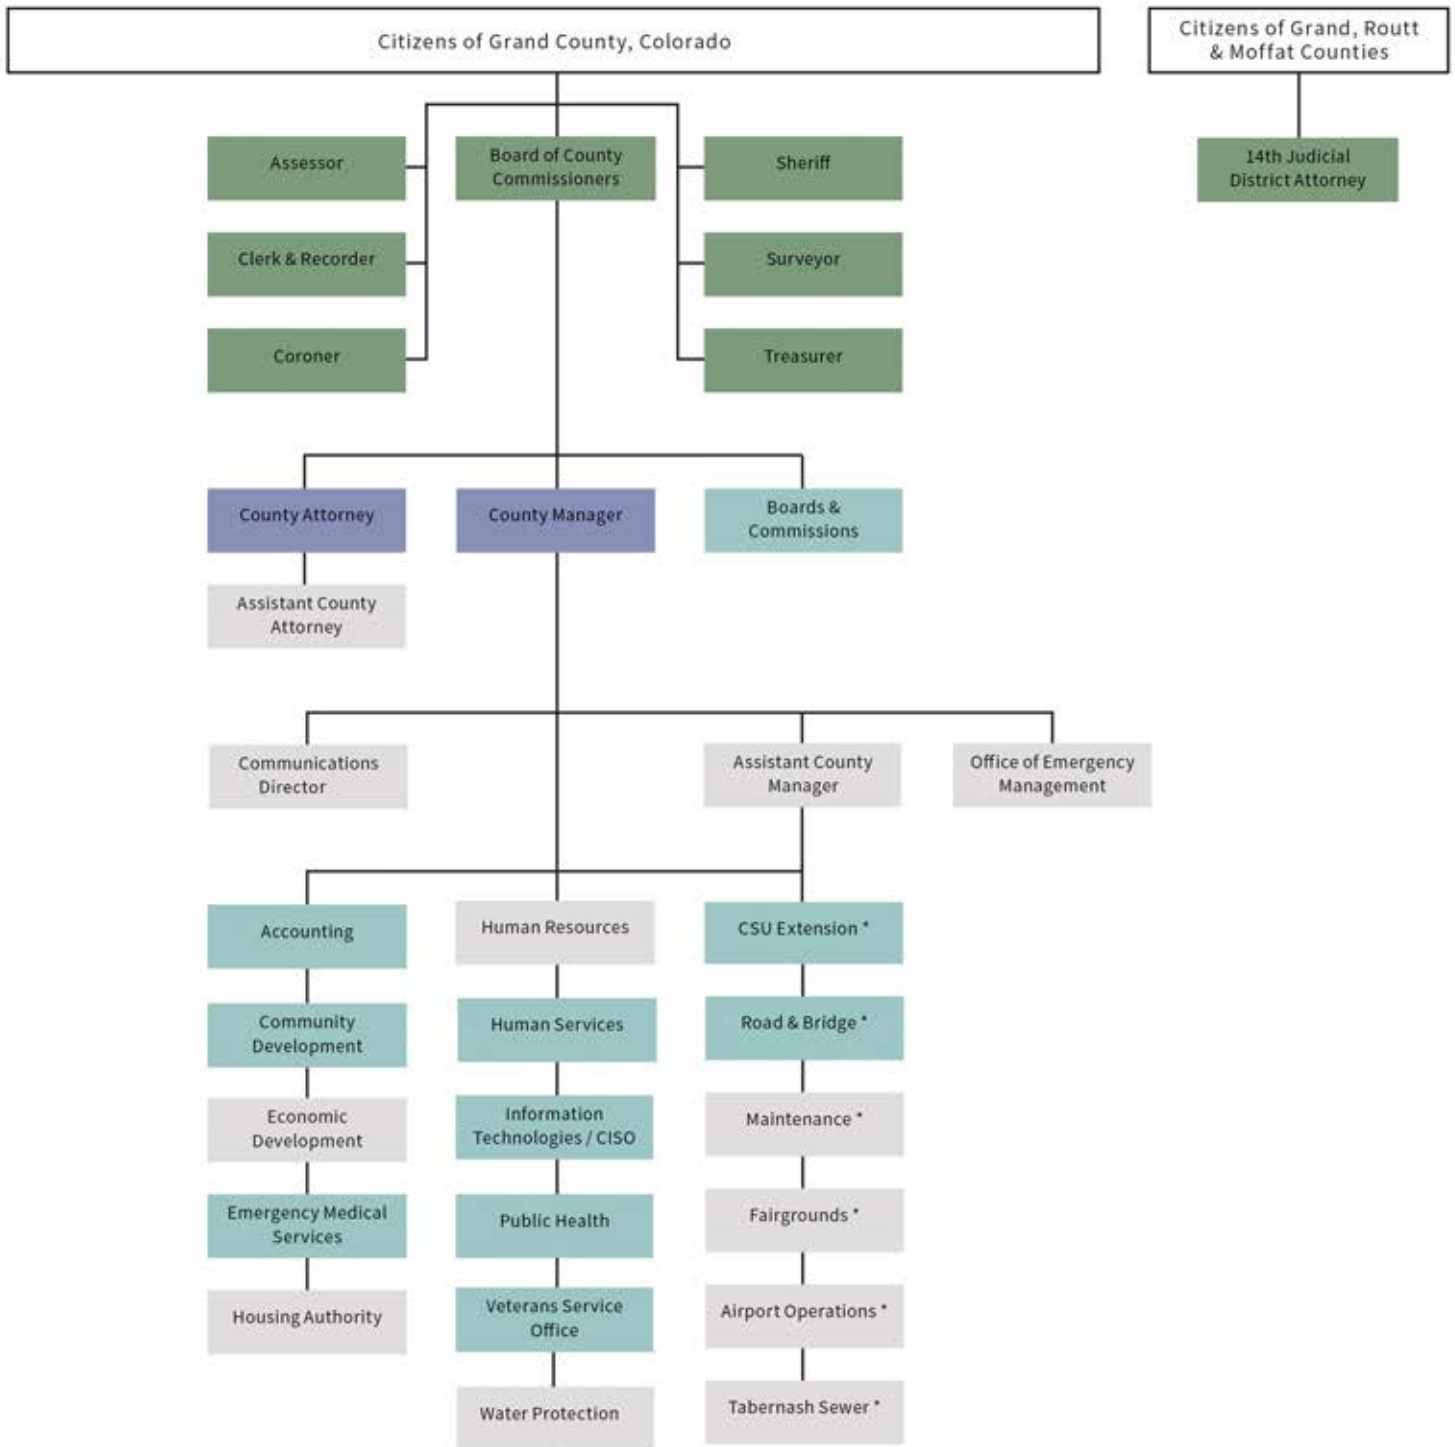 Citizens of Grand County, Colorado
Citizens of Grand, Routt
& Moffat Counties
Assessor
Board of County
Commissioners
Sheriff
14th Judicial
District Attorney
Clerk & Recorder
Surveyor
Coroner
Treasurer
County Attorney
County Manager
Boards &
Commissions
Assistant County
Attorney
Communications
Director
Assistant County
Manager
Office of Emergency
Management
Accounting
Human Resources
CSU Extension *
Community
Development
Human Services
Road & Bridge *
Economic
Development
Information
Technologies / CISO
Maintenance *
Emergency Medical
Services
Public Health
Fairgrounds *
Housing Authority
Veterans Service
Office
Airport Operations *
Water Protection
Tabernash Sewer *